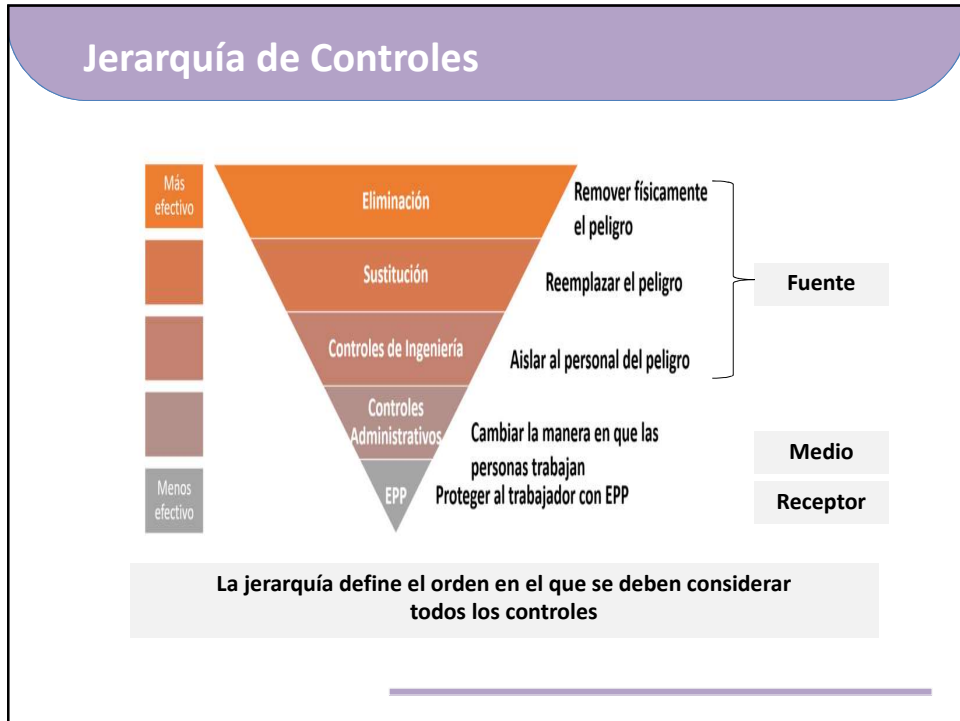 Jerarquía de Controles
Más
efectivo
Eliminación
Remover físicamente
el peligro
Sustitución
Reemplazar el peligro
Fuente
Controles de Ingeniería
Aislar al personal del peligro
Controles
Administrativos
Cambiar la manera en que las
personas trabajan
Medio
Menos
efectivo
EPP
Proteger al trabajador con EPP
Receptor
La jerarquía define el orden en el que se deben considerar
todos los controles